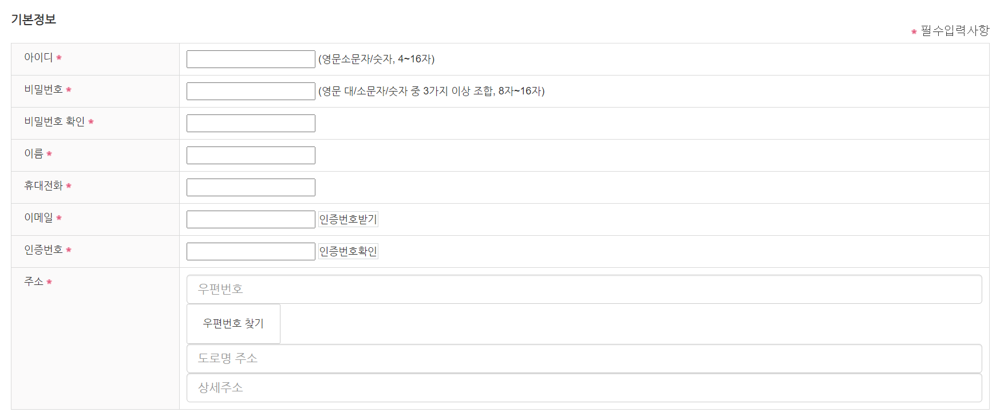 기본정보
* 필수입력사항
아이디 * (영문소문자/숫자, 4~16자)
비밀번호 * (영문 대/소문자/숫자 중 3가지 이상 조합, 8자~16자)
비밀번호 확인 *
이름 *
휴대전화 *
이메일 * 인증번호받기
인증번호 * 인증번호확인
주소 * 우편번호
우편번호 찾기
도로명 주소
상세주소